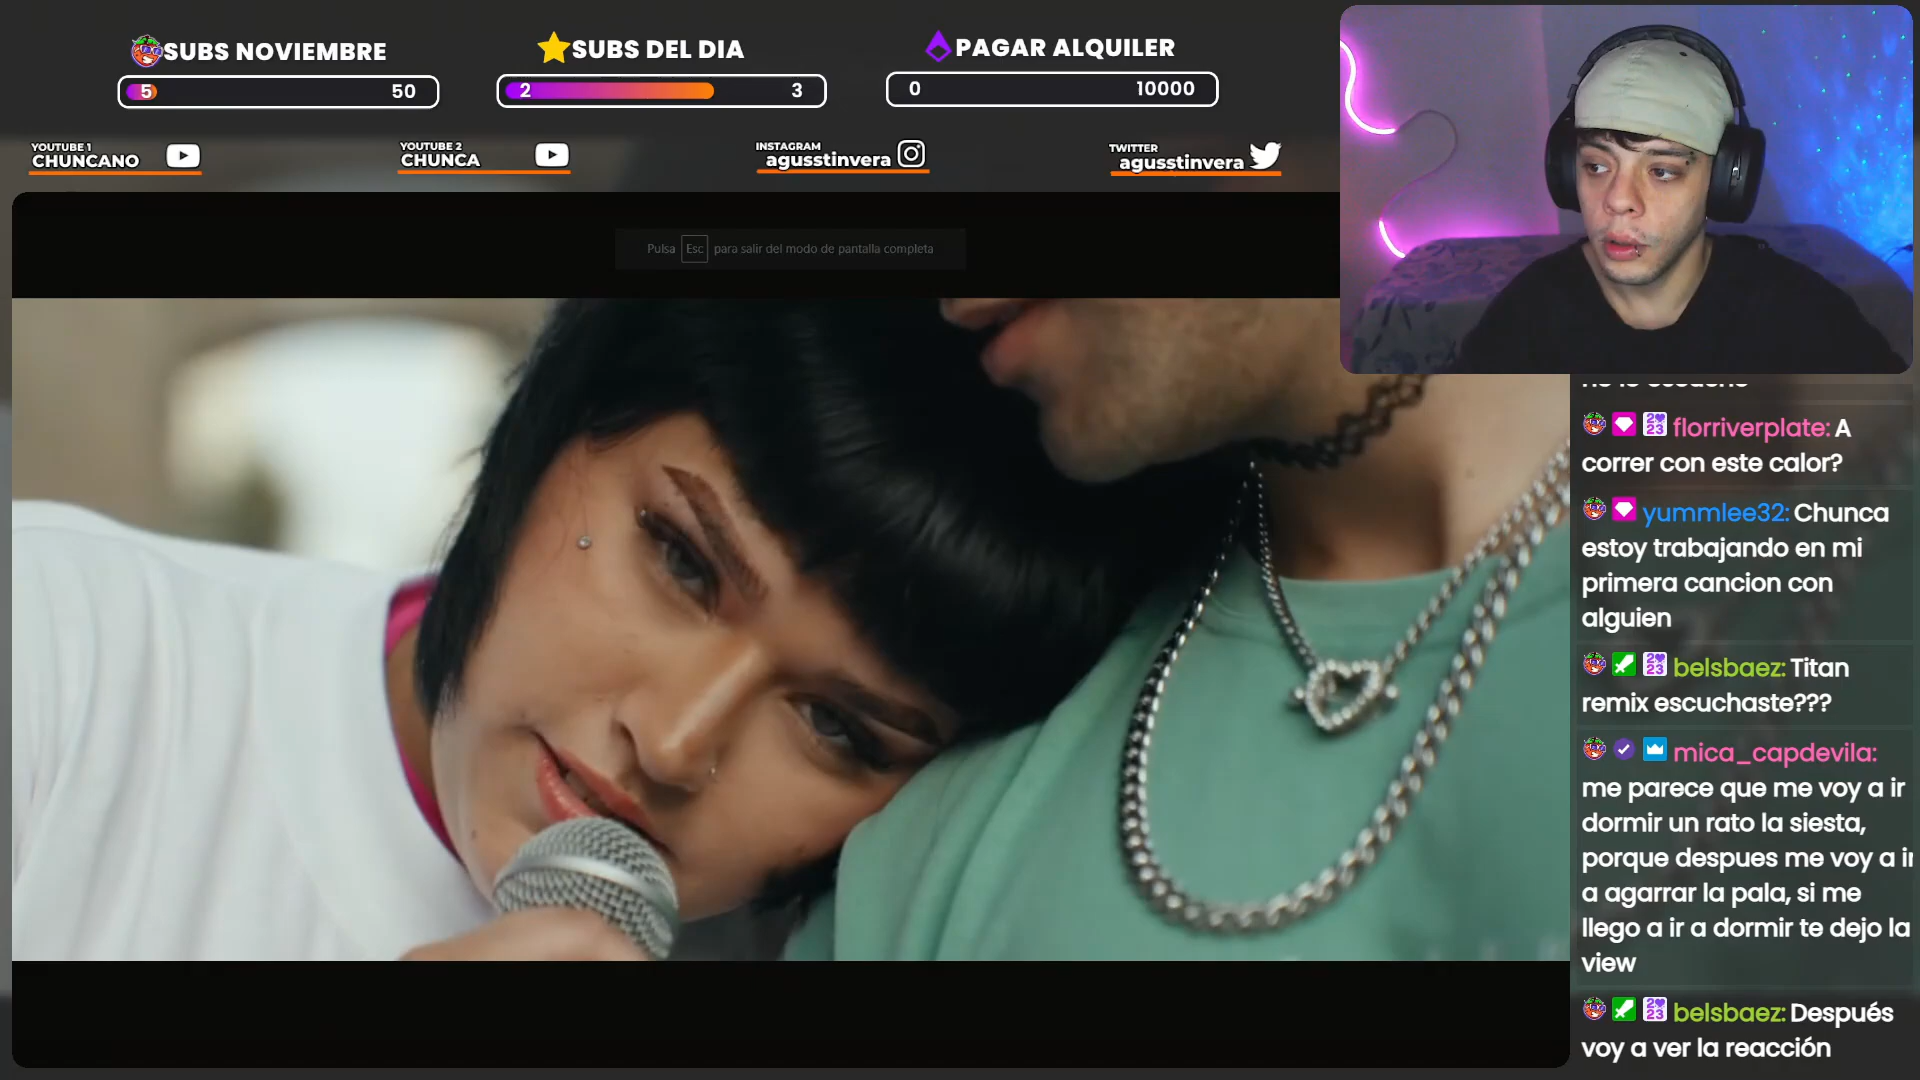 SUBS NOVIEMBRE
5 50
SUBS DEL DIA
2 3
PAGAR ALQUILER
0 10000
YOUTUBE 1
CHUNCANO
YOUTUBE 2
CHUNCA
INSTAGRAM
agusstinvera
TWITTER
agusstinvera
Pulsa Esc para salir del modo de pantalla completa
florriverplate: A
correr con este calor?
yummlee32: Chunca
estoy trabajando en mi
primera cancion con
alguien
belsbaez: Titan
remix escuchaste???
mica_capdevila:
me parece que me voy a ir
dormir un rato la siesta,
porque despues me voy a ir
a agarrar la pala, si me
llego a ir a dormir te dejo la
view
belsbaez: Después
voy a ver la reacción